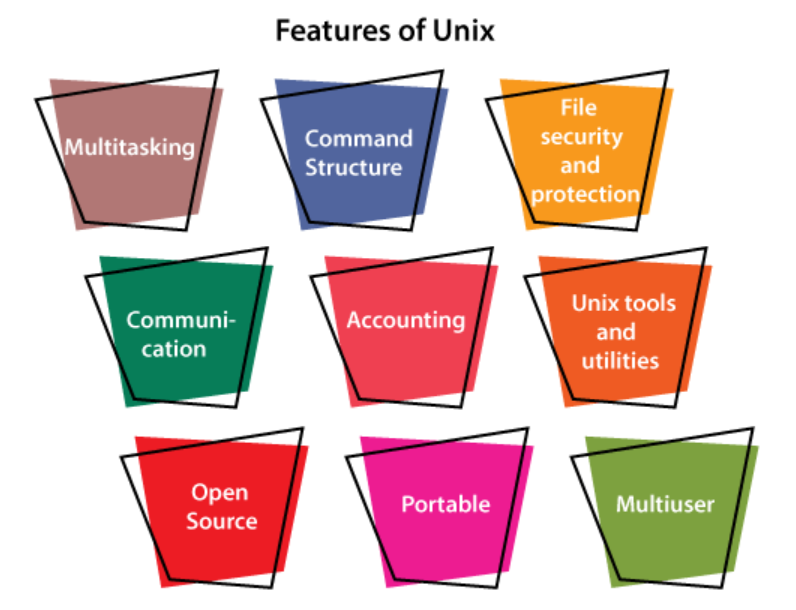 Features of Unix
Multitasking
Command
Structure
File
security
and
protection
Communi-
cation
Accounting
Unix tools
and
utilities
Open
Source
Portable
Multiuser